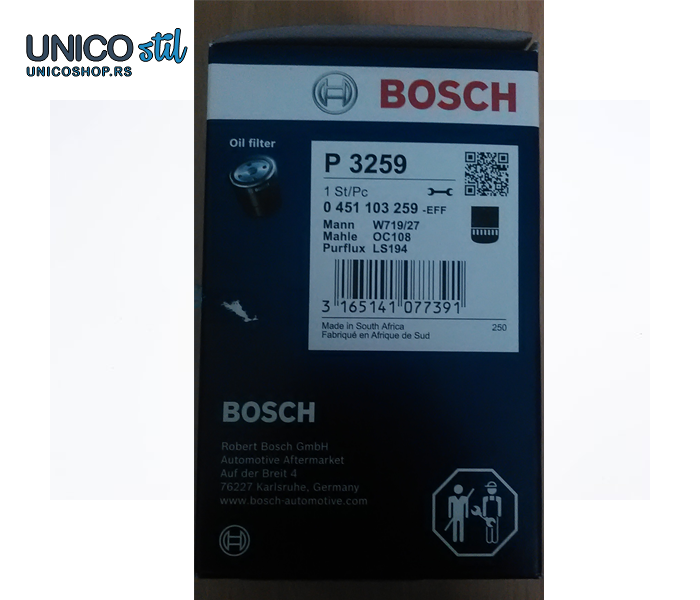 UNICO stil
UNICOSHOP.RS
BOSCH
Oil filter
P 3259
1 St/Pc
0 451 103 259 -EFF
Mann W719/27
Mahle OC108
Purflux LS194
3 165141 077391
Made in South Africa 250
Fabriqué en Afrique de Sud
BOSCH
Robert Bosch GmbH
Automotive Aftermarket
Auf der Breit 4
76227 Karlsruhe, Germany
www.bosch-automotive.com